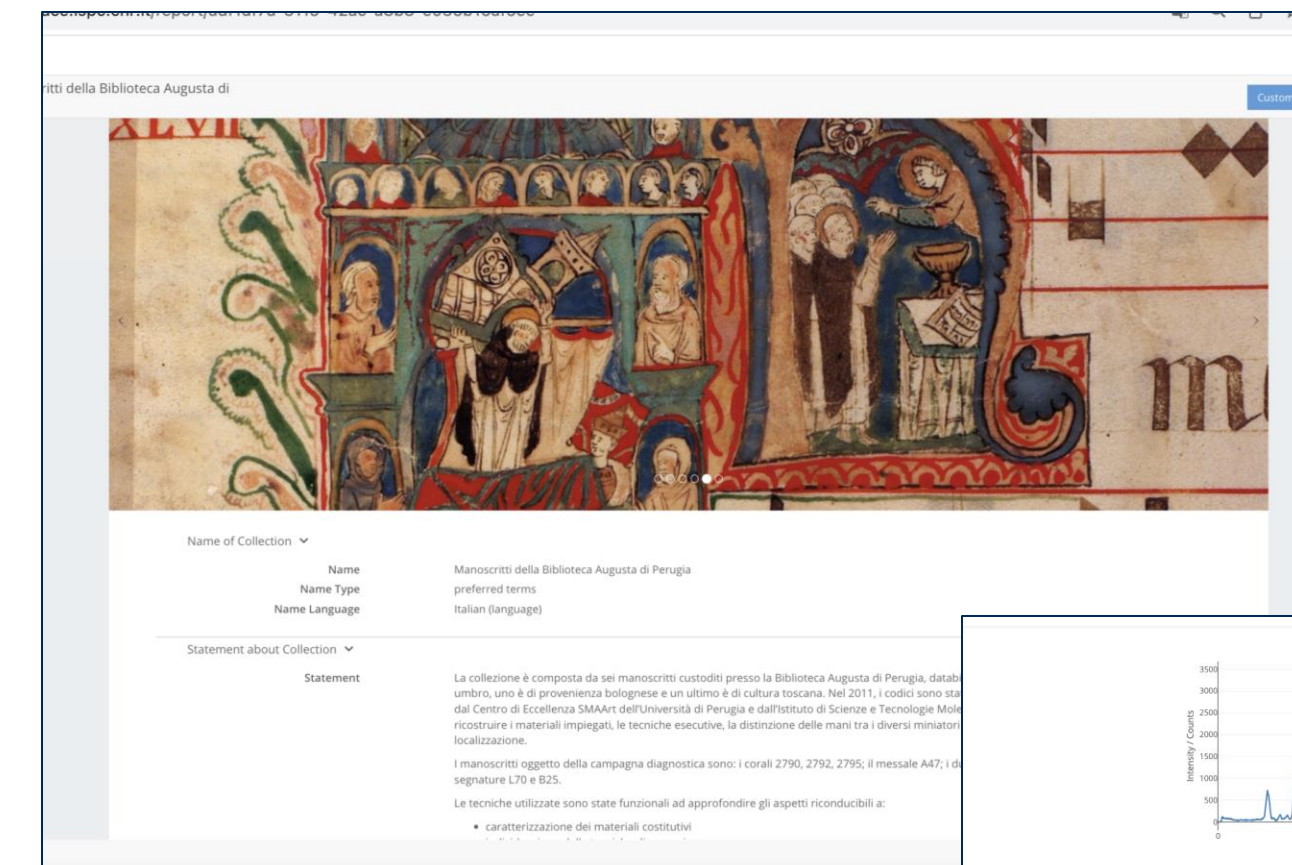 ritti della Biblioteca Augusta di
Custom
XLVII
m
Name of Collection
Name Manoscritti della Biblioteca Augusta di Perugia
Name Type preferred terms
Name Language Italian (language)
Statement about Collection
Statement La collezione è composta da sei manoscritti custoditi presso la Biblioteca Augusta di Perugia, databi
umbro, uno è di provenienza bolognese e un ultimo è di cultura toscana. Nel 2011, i codici sono sta
dal Centro di Eccellenza SMAArt dell'Università di Perugia e dall'Istituto di Scienze e Tecnologie Mole
ricostruire i materiali impiegati, le tecniche esecutive, la distinzione delle mani tra i diversi miniatori
localizzazione.
I manoscritti oggetto della campagna diagnostica sono: i corali 2790, 2792, 2795; il messale A47; i du
segnature L70 e B25.
Le tecniche utilizzate sono state funzionali ad approfondire gli aspetti riconducibili a:
• caratterizzazione dei materiali costitutivi
Intensity / Counts
3500
3000
2500
2000
1500
1000
500
0
0